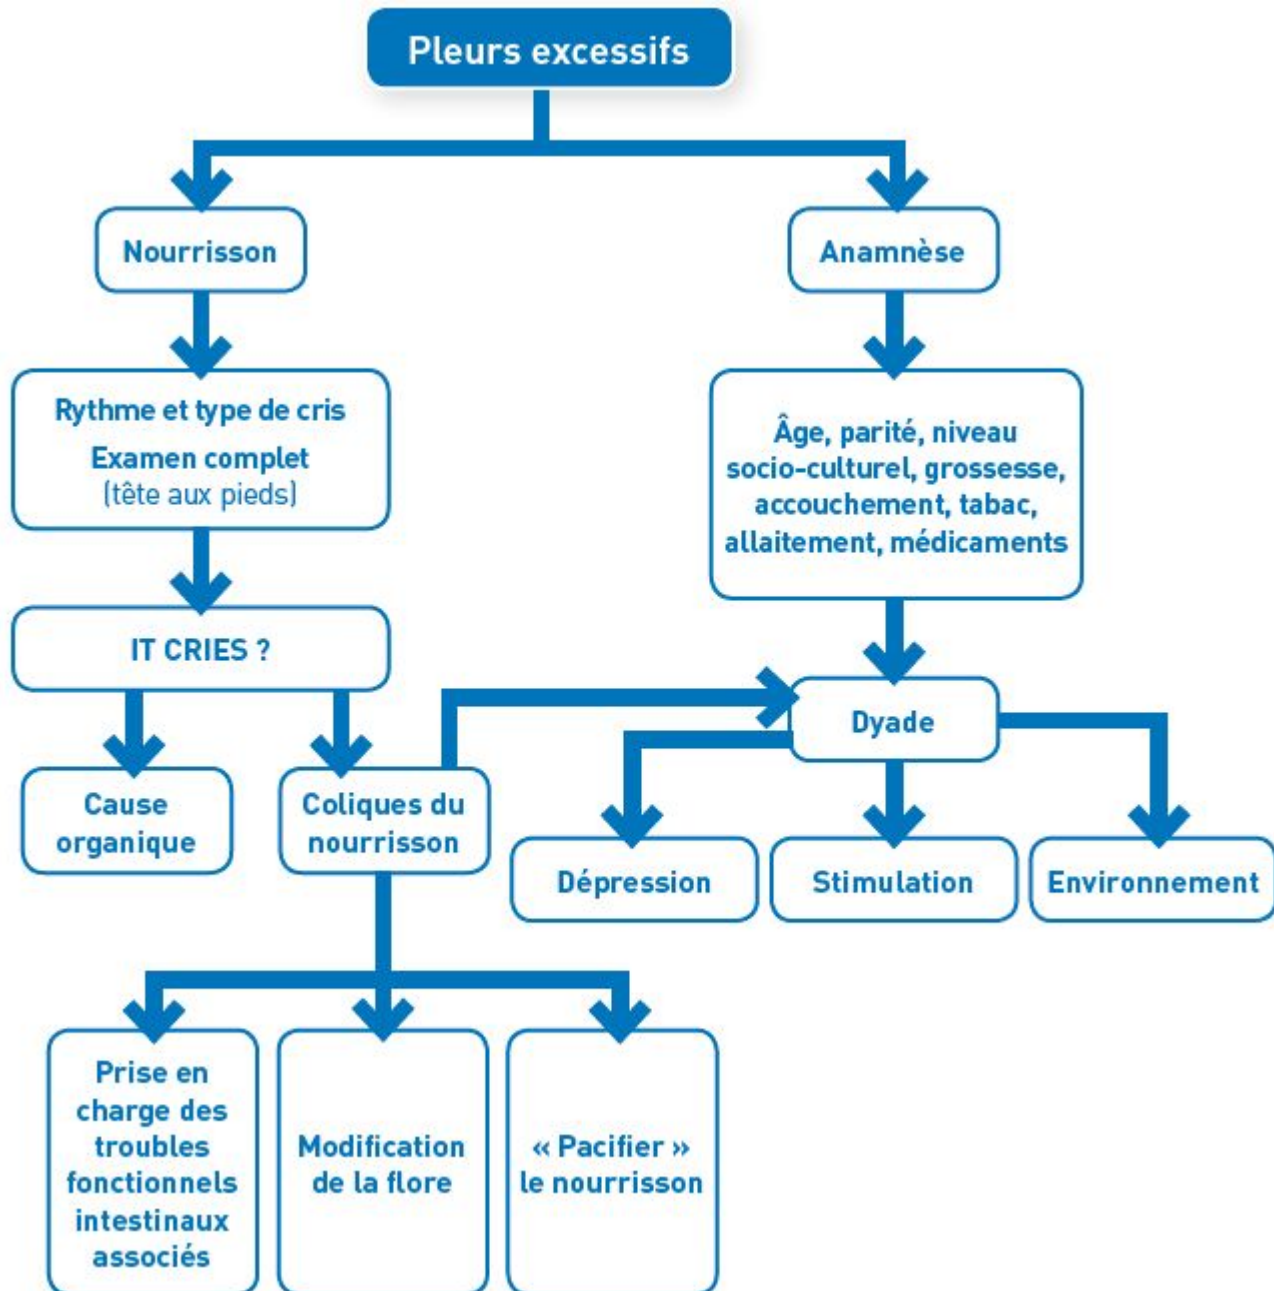 Pleurs excessifs
Nourrisson
Anamnèse
Rythme et type de cris
Examen complet
(tête aux pieds)
Âge, parité, niveau
socio-culturel, grossesse,
accouchement, tabac,
allaitement, médicaments
IT CRIES ?
Dyade
Cause
organique
Coliques du
nourrisson
Dépression
Stimulation
Environnement
Prise en
charge des
troubles
fonctionnels
intestinaux
associés
Modification
de la flore
« Pacifier »
le nourrisson